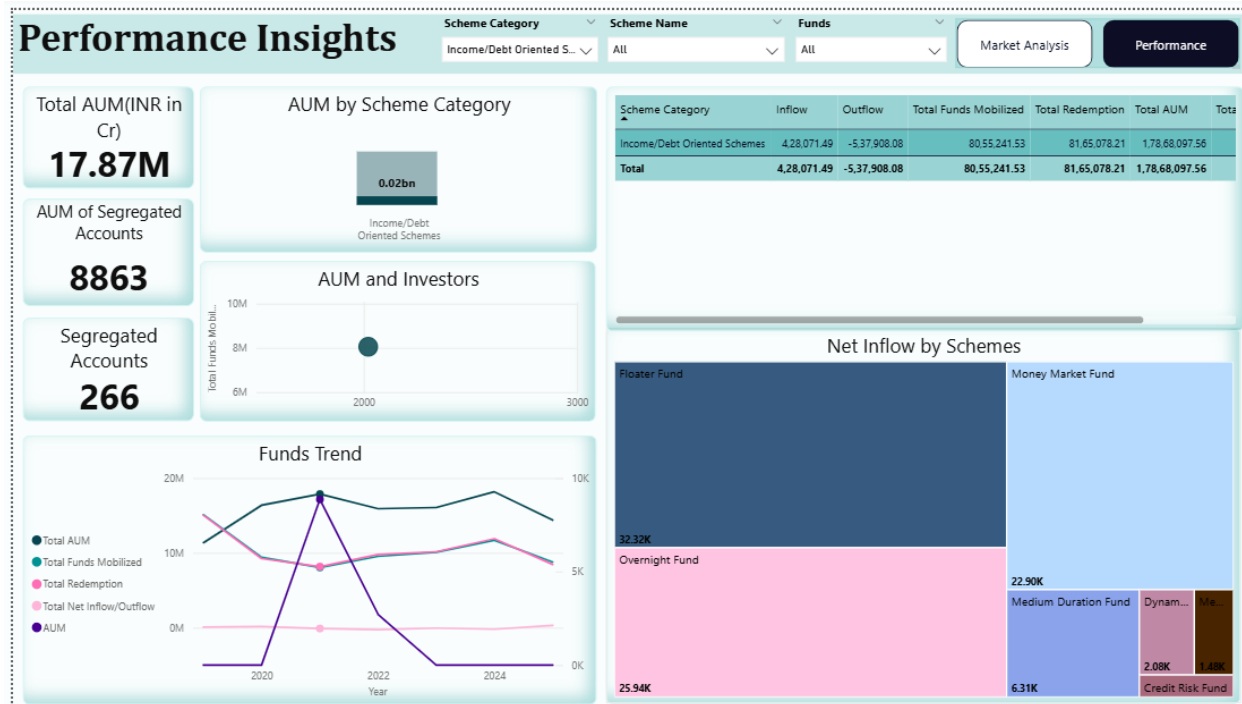 Performance Insights
Scheme Category
Income/Debt Oriented S...
Scheme Name
All
Funds
All
Market Analysis
Performance
Total AUM(INR in
Cr)
17.87M
AUM of Segregated
Accounts
8863
Segregated
Accounts
266
AUM by Scheme Category
0.02bn
Income/Debt
Oriented Schemes
AUM and Investors
Total Funds Mobil...
10M
8M
6M
2000
3000
Scheme Category Inflow Outflow Total Funds Mobilized Total Redemption Total AUM Tota
Income/Debt Oriented Schemes 4,28,071.49 -5,37,908.08 80,55,241.53 81,65,078.21 1,78,68,097.56
Total 4,28,071.49 -5,37,908.08 80,55,241.53 81,65,078.21 1,78,68,097.56
Funds Trend
Total AUM
Total Funds Mobilized
Total Redemption
Total Net Inflow/Outflow
AUM
20M
10M
0M
10K
5K
0K
2020
2022
2024
Year
Net Inflow by Schemes
Floater Fund
32.32K
Overnight Fund
25.94K
Money Market Fund
22.90K
Medium Duration Fund
6.31K
Dynam...
2.08K
Me...
1.48K
Credit Risk Fund